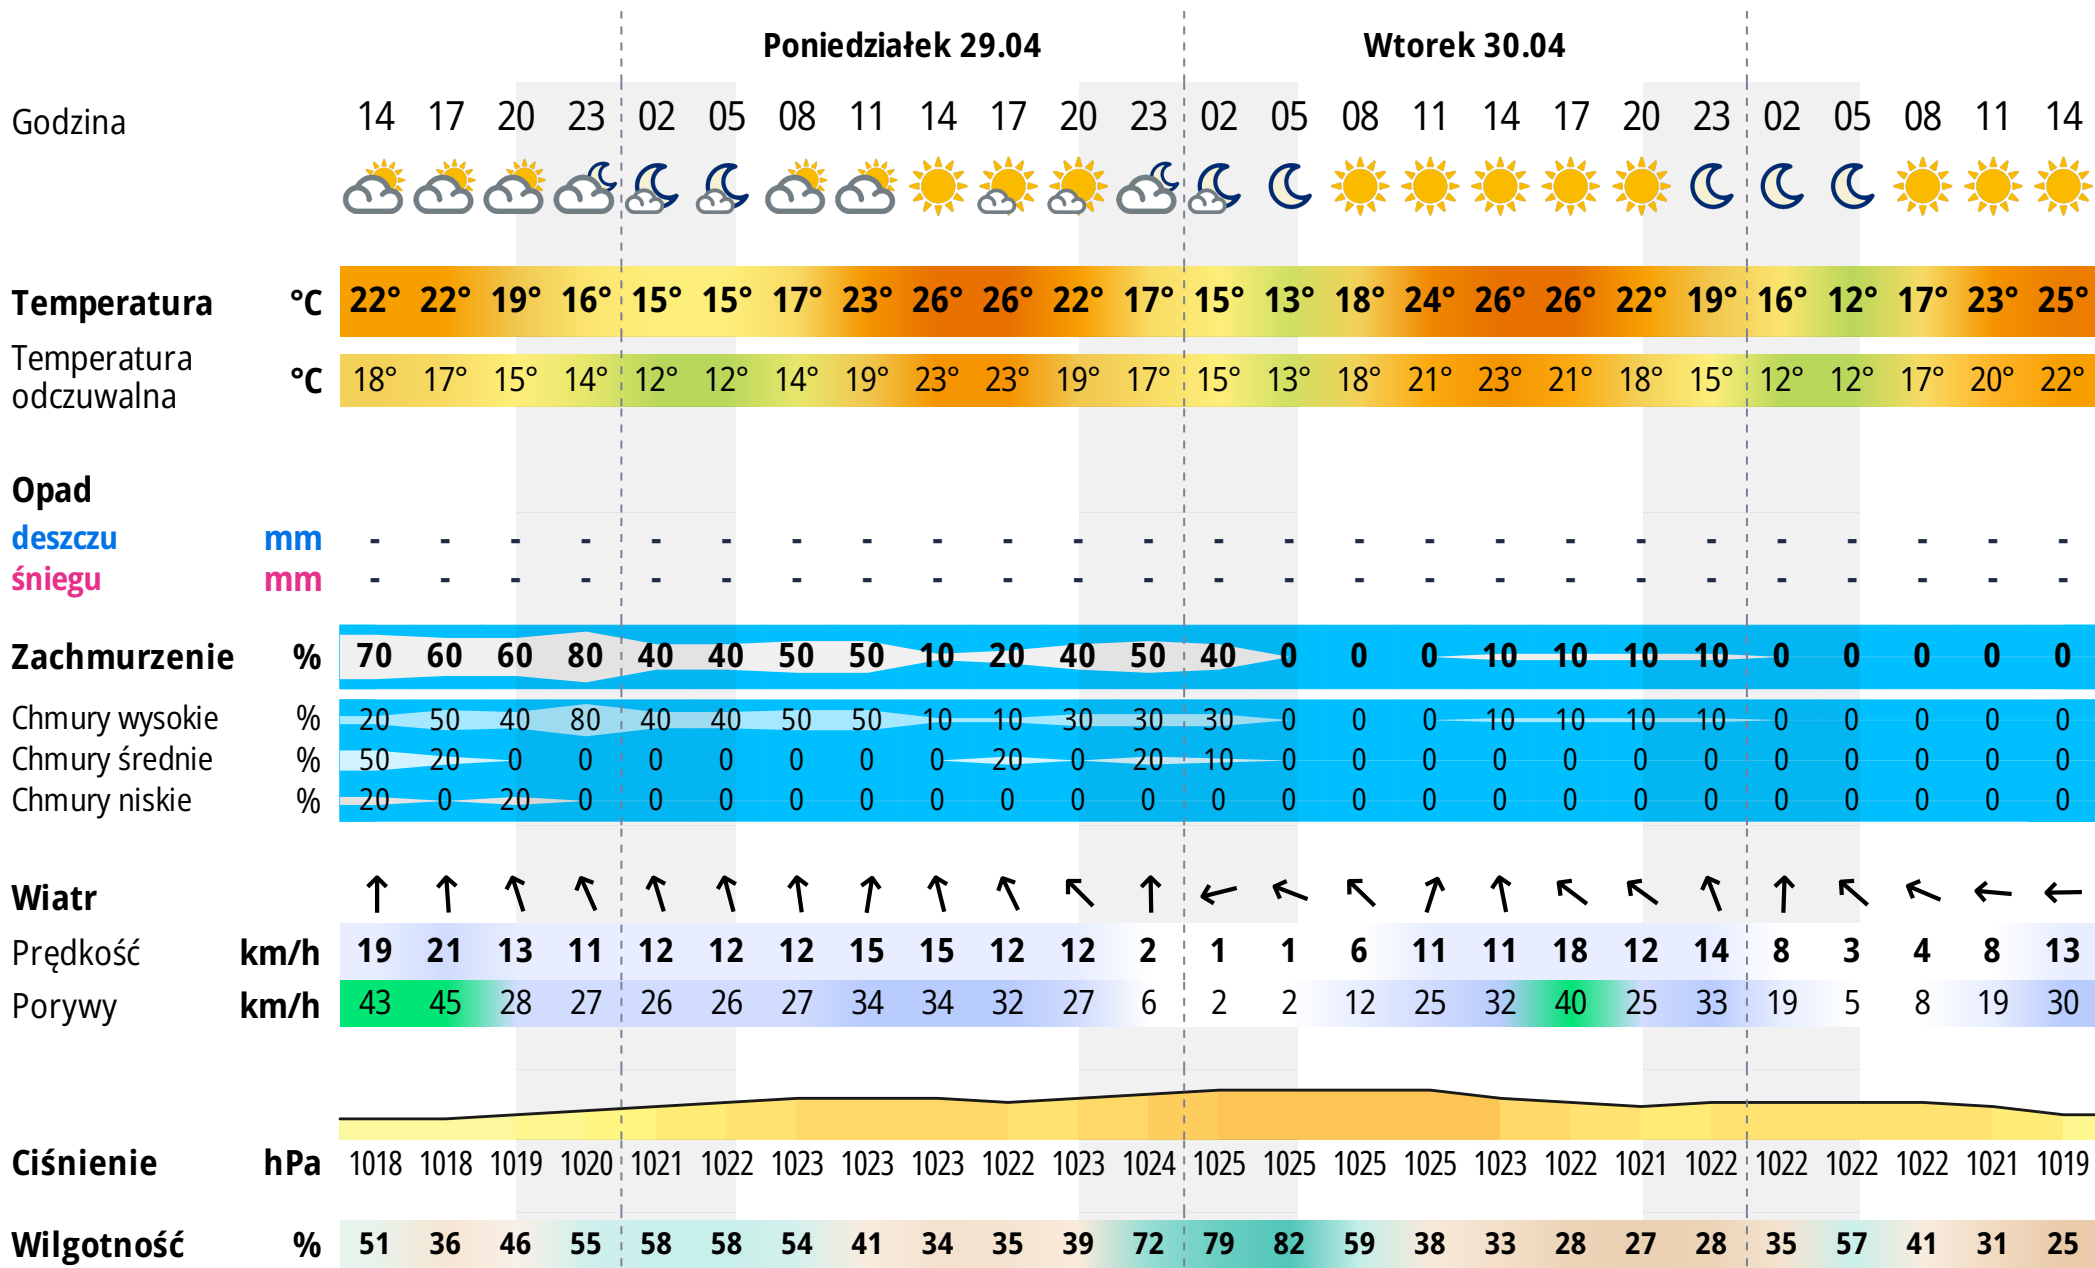 Poniedziałek 29.04 Wtorek 30.04
Godzina 14 17 20 23 02 05 08 11 14 17 20 23 02 05 08 11 14 17 20 23 02 05 08 11 14
Temperatura °C 22° 22° 19° 16° 15° 15° 17° 23° 26° 26° 22° 17° 15° 13° 18° 24° 26° 26° 22° 19° 16° 12° 17° 23° 25°
Temperatura
odczuwalna °C 18° 17° 15° 14° 12° 12° 14° 19° 23° 23° 19° 17° 15° 13° 18° 21° 23° 21° 18° 15° 12° 12° 17° 20° 22°
Opad
deszczu mm - - - - - - - - - - - - - - - - - - - - - - - - -
śniegu mm - - - - - - - - - - - - - - - - - - - - - - - - -
Zachmurzenie % 70 60 60 80 40 40 50 50 10 20 40 50 40 0 0 0 10 10 10 10 0 0 0 0 0
Chmury wysokie % 20 50 40 80 40 40 50 50 10 10 30 30 30 0 0 0 10 10 10 10 0 0 0 0 0
Chmury średnie % 50 20 0 0 0 0 0 0 0 20 0 20 10 0 0 0 0 0 0 0 0 0 0 0 0
Chmury niskie % 20 0 20 0 0 0 0 0 0 0 0 0 0 0 0 0 0 0 0 0 0 0 0 0 0
Wiatr
Prędkość km/h 19 21 13 11 12 12 12 15 15 12 12 2 1 1 6 11 11 18 12 14 8 3 4 8 13
Porywy km/h 43 45 28 27 26 26 27 34 34 32 27 6 2 2 12 25 32 40 25 33 19 5 8 19 30
Ciśnienie hPa 1018 1018 1019 1020 1021 1022 1023 1023 1023 1022 1023 1024 1025 1025 1025 1025 1023 1022 1021 1022 1022 1022 1022 1021 1019
Wilgotność % 51 36 46 55 58 58 54 41 34 35 39 72 79 82 59 38 33 28 27 28 35 57 41 31 25